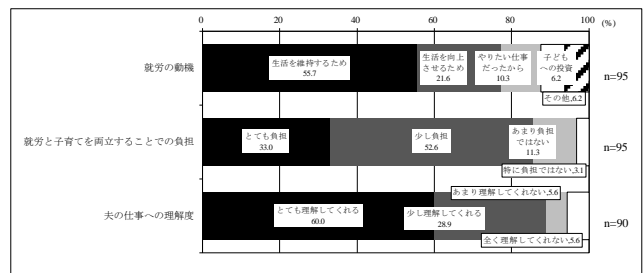 0 20 40 60 80 100 (%)
就労の動機
生活を維持するため
55.7
生活を向上
させるため
21.6
やりたい仕事
だったから
10.3
子ども
への投資
6.2
その他,6.2
n=95
就労と子育てを両立することでの負担
とても負担
33.0
少し負担
52.6
あまり負担
ではない
11.3
特に負担ではない,3.1
n=95
夫の仕事への理解度
とても理解してくれる
60.0
少し理解してくれる
28.9
あまり理解してくれない,5.6
全く理解してくれない,5.6
n=90